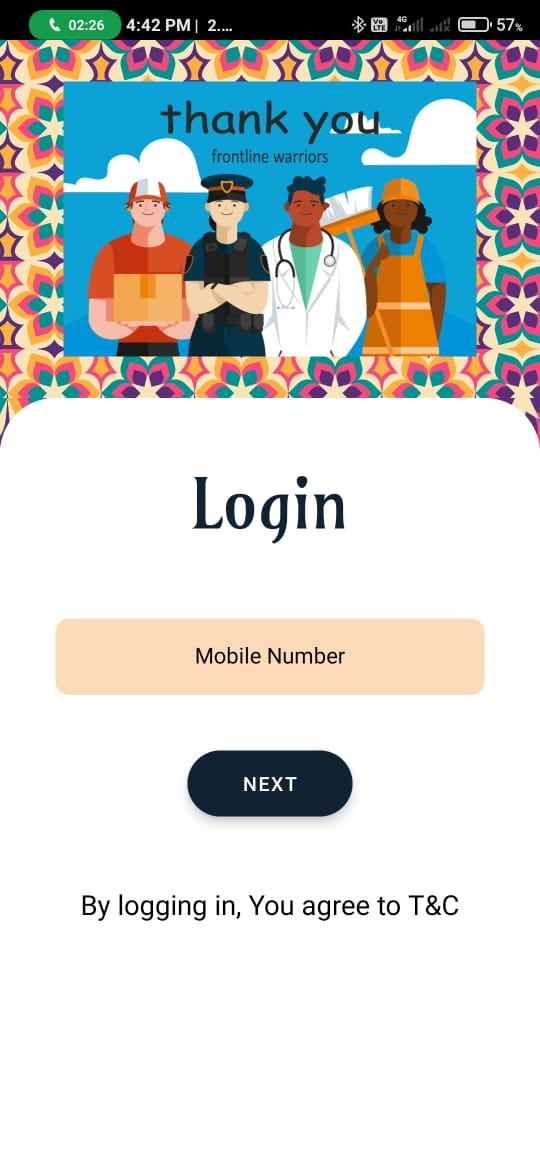 02:26 4:42 PM | 2.... 4G 57%
thank you
frontline warriors
Login
Mobile Number
NEXT
By logging in, You agree to T&C